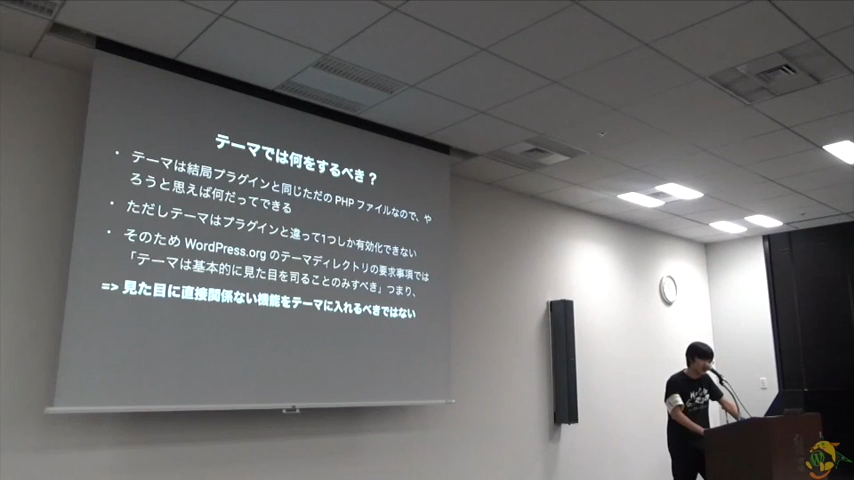 テーマでは何をするべき？
・ テーマは結局プラグインと同じただの PHP ファイルなので、や
ろうと思えば何だってできる
・ ただしテーマはプラグインと違って1つしか有効化できない
・ そのため WordPress.org のテーマディレクトリの要求事項では
「テーマは基本的に見た目を司ることのみすべき」つまり、
=> 見た目に直接関係ない機能をテーマに入れるべきではない